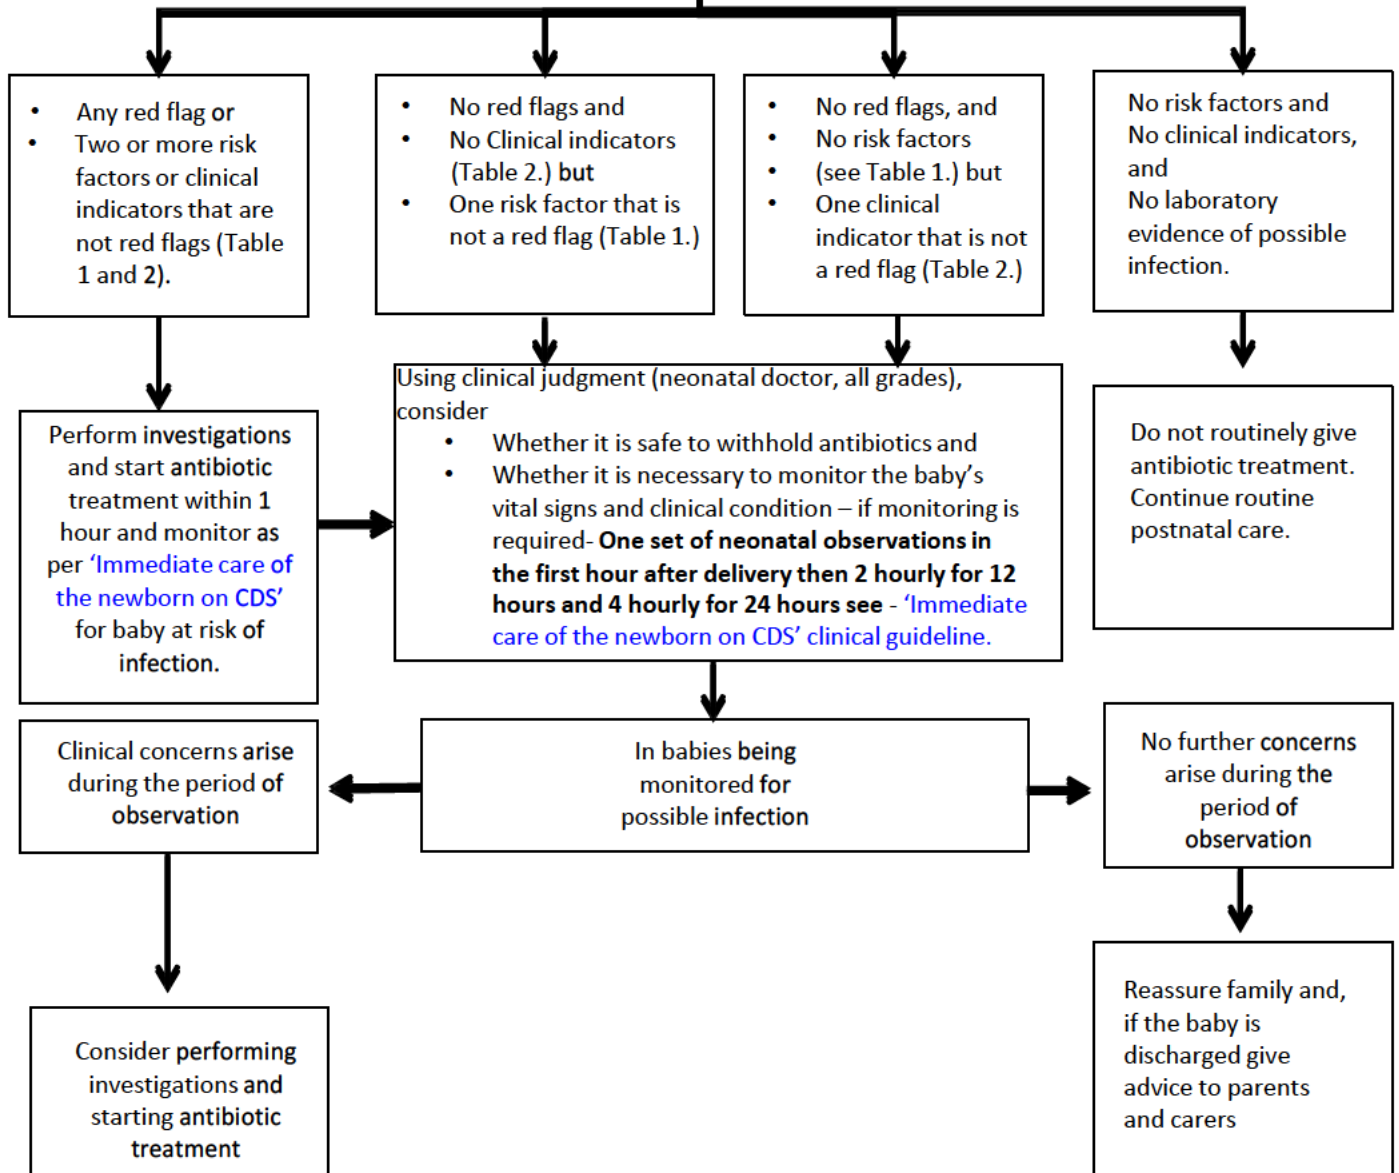 • Any red flag or
• Two or more risk
factors or clinical
indicators that are
not red flags (Table
1 and 2).
• No red flags and
• No Clinical indicators
(Table 2.) but
• One risk factor that is
not a red flag (Table 1.)
• No red flags, and
• No risk factors
• (see Table 1.) but
• One clinical
indicator that is not
a red flag (Table 2.)
No risk factors and
No clinical indicators,
and
No laboratory
evidence of possible
infection.
Perform investigations
and start antibiotic
treatment within 1
hour and monitor as
per ‘Immediate care of
the newborn on CDS’
for baby at risk of
infection.
Using clinical judgment (neonatal doctor, all grades),
consider
• Whether it is safe to withhold antibiotics and
• Whether it is necessary to monitor the baby’s
vital signs and clinical condition – if monitoring is
required- One set of neonatal observations in
the first hour after delivery then 2 hourly for 12
hours and 4 hourly for 24 hours see - ‘Immediate
care of the newborn on CDS’ clinical guideline.
Do not routinely give
antibiotic treatment.
Continue routine
postnatal care.
Clinical concerns arise
during the period of
observation
In babies being
monitored for
possible infection
No further concerns
arise during the
period of
observation
Consider performing
investigations and
starting antibiotic
treatment
Reassure family and,
if the baby is
discharged give
advice to parents
and carers